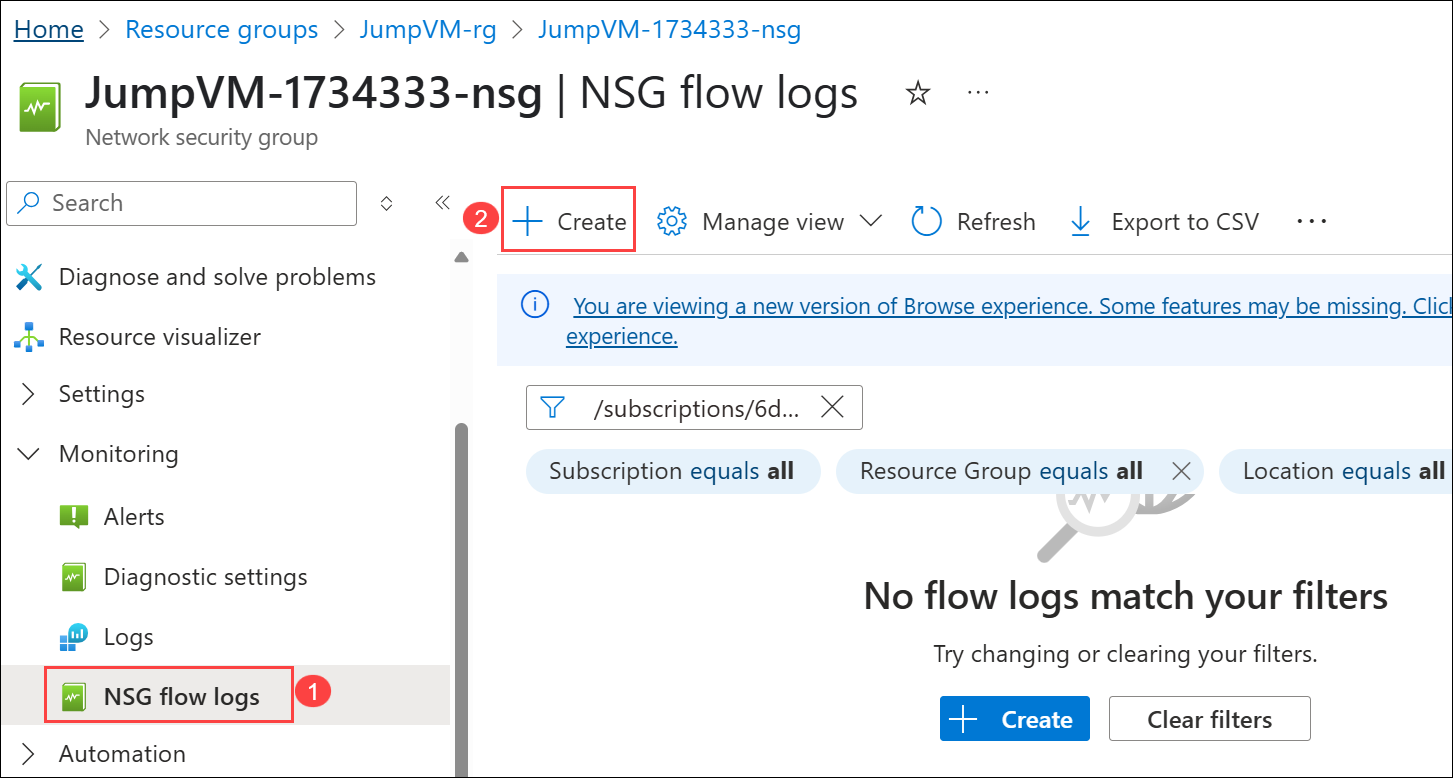 Home > Resource groups > JumpVM-rg > JumpVM-1734333-nsg
JumpVM-1734333-nsg | NSG flow logs
Network security group
Search
Diagnose and solve problems
Resource visualizer
Settings
Monitoring
Alerts
Diagnostic settings
Logs
NSG flow logs 1
Automation
2 Create Manage view Refresh Export to CSV
You are viewing a new version of Browse experience. Some features may be missing.
experience.
/subscriptions/6d...
Subscription equals all Resource Group equals all Location equals all
No flow logs match your filters
Try changing or clearing your filters.
Create Clear filters